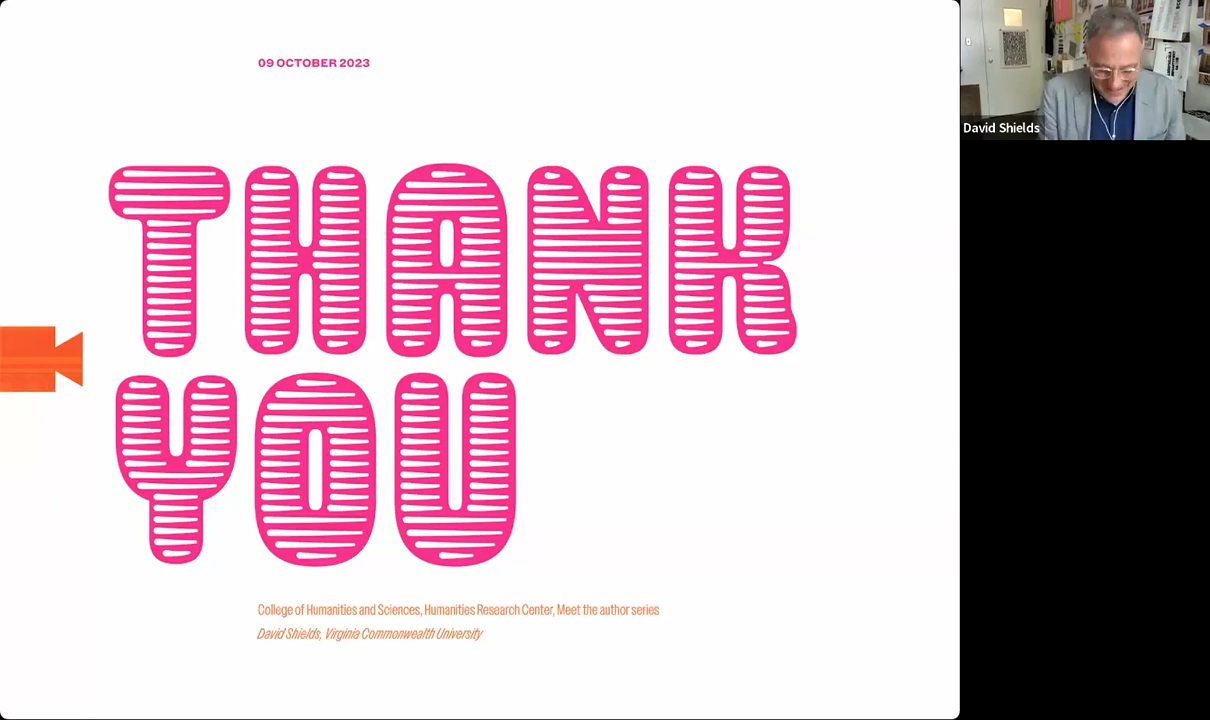 09 OCTOBER 2023
THANK
YOU
College of Humanities and Sciences, Humanities Research Center, Meet the author series
David Shields, Virginia Commonwealth University
David Shields